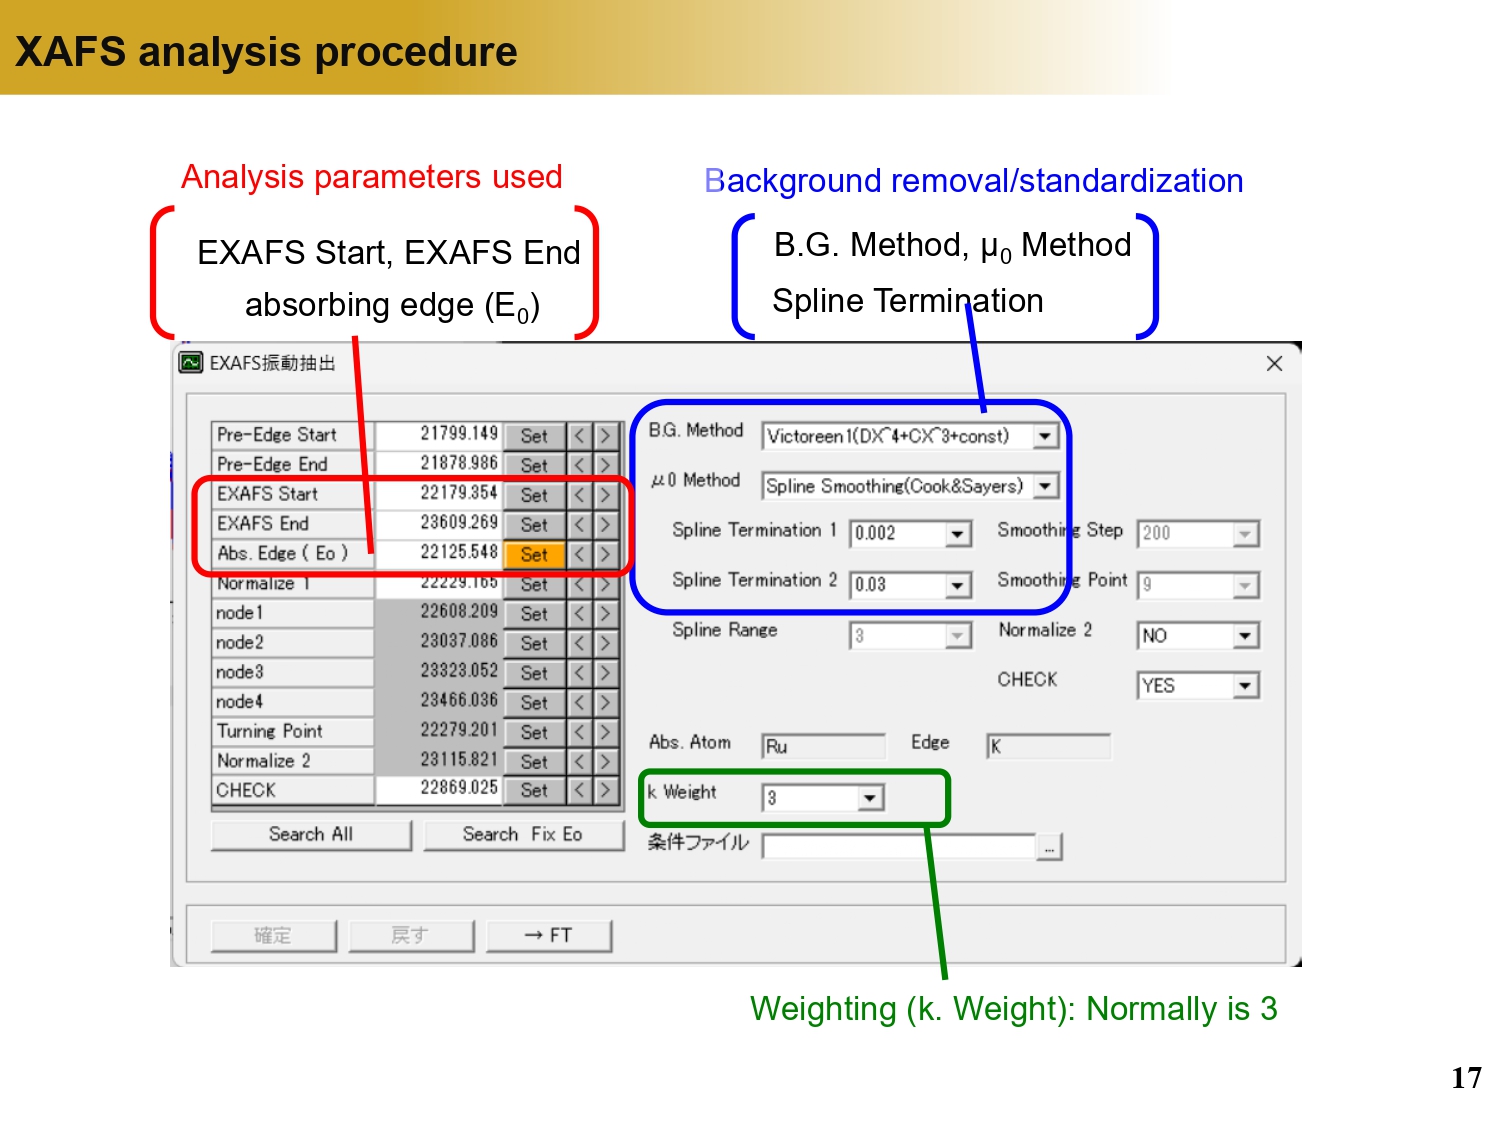 XAFS analysis procedure
Analysis parameters used
Background removal/standardization
EXAFS Start, EXAFS End
absorbing edge (E0)
B.G. Method, μ0 Method
Spline Termination
EXAFS振動抽出
Pre-Edge Start 21799.149 Set < >
Pre-Edge End 21878.986 Set < >
EXAFS Start 22179.354 Set < >
EXAFS End 23609.269 Set < >
Abs. Edge ( Eo ) 22125.548 Set < >
Normalize 1 22229.165 Set < >
node1 22608.209 Set < >
node2 23037.086 Set < >
node3 23323.052 Set < >
node4 23466.036 Set < >
Turning Point 22279.201 Set < >
Normalize 2 23115.821 Set < >
CHECK 22869.025 Set < >
Search All Search Fix Eo
B.G. Method Victoreen1(DX^4+CX^3+const)
μ0 Method Spline Smoothing(Cook&Sayers)
Spline Termination 1 0.002 Smoothing Step 200
Spline Termination 2 0.03 Smoothing Point 9
Spline Range 3 Normalize 2 NO
CHECK YES
Abs. Atom Ru Edge K
k Weight 3
条件ファイル ...
確定 戻す → FT
Weighting (k. Weight): Normally is 3
17